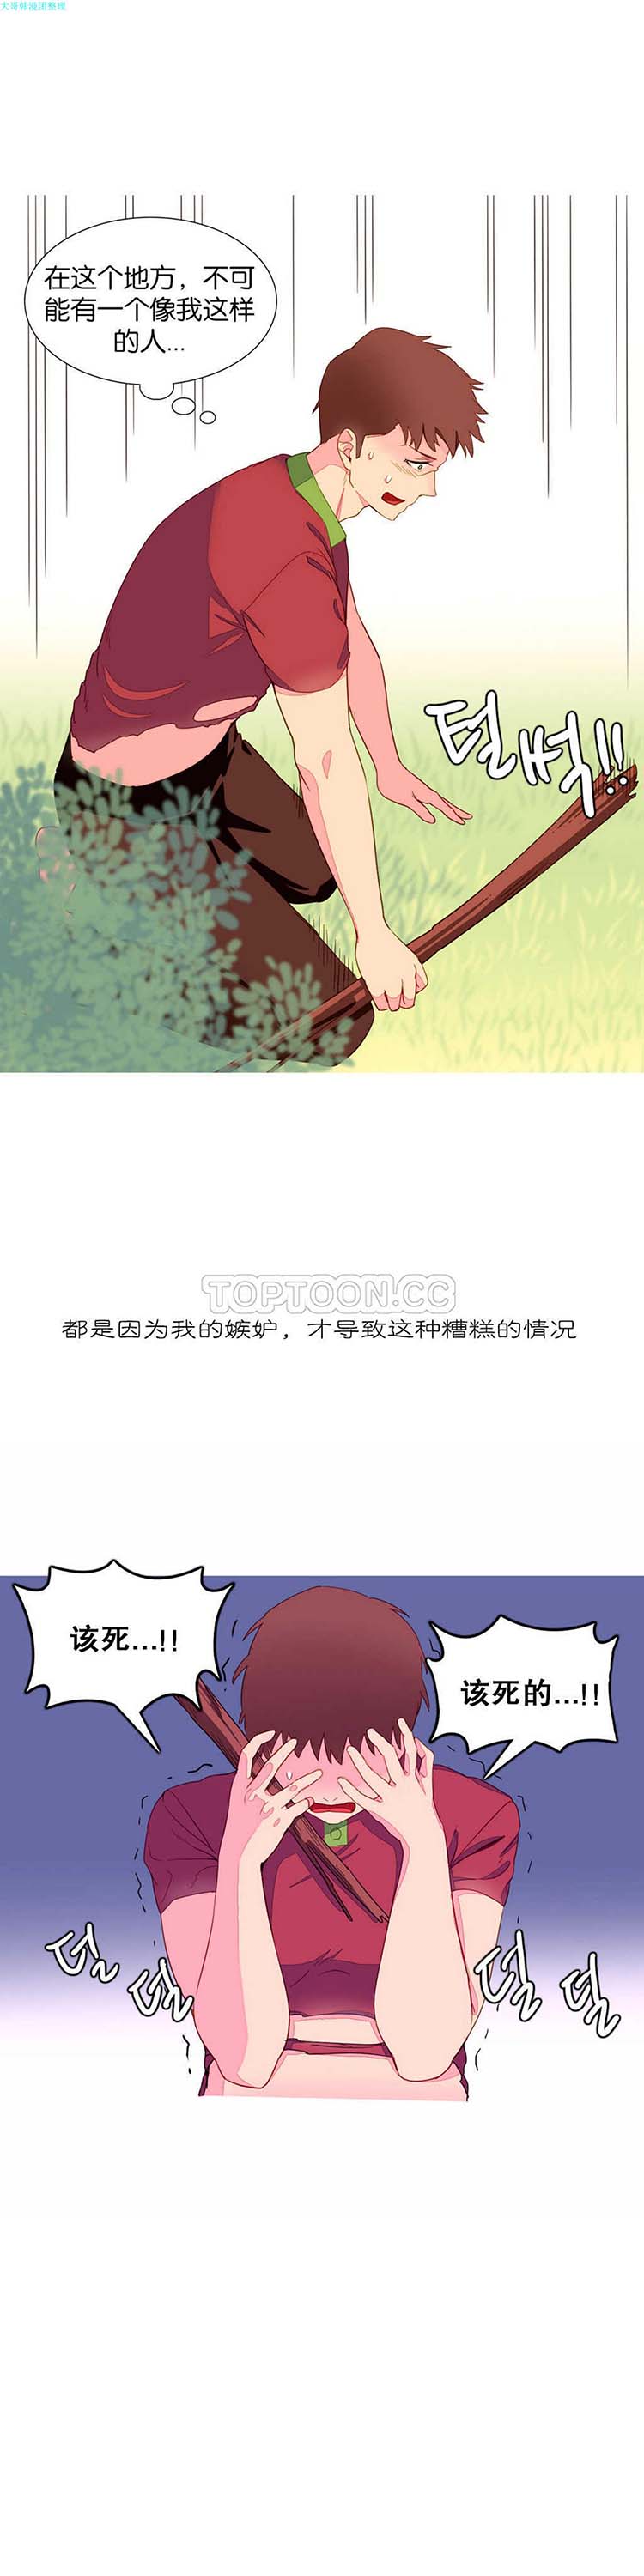 大哥韩漫团整理
在这个地方，不可
能有一个像我这样
的人...
털썩!!
TOPTOON.CC
都是因为我的嫉妒，才导致这种糟糕的情况
该死...!!
该死的...!!
덜 덜
덜 덜